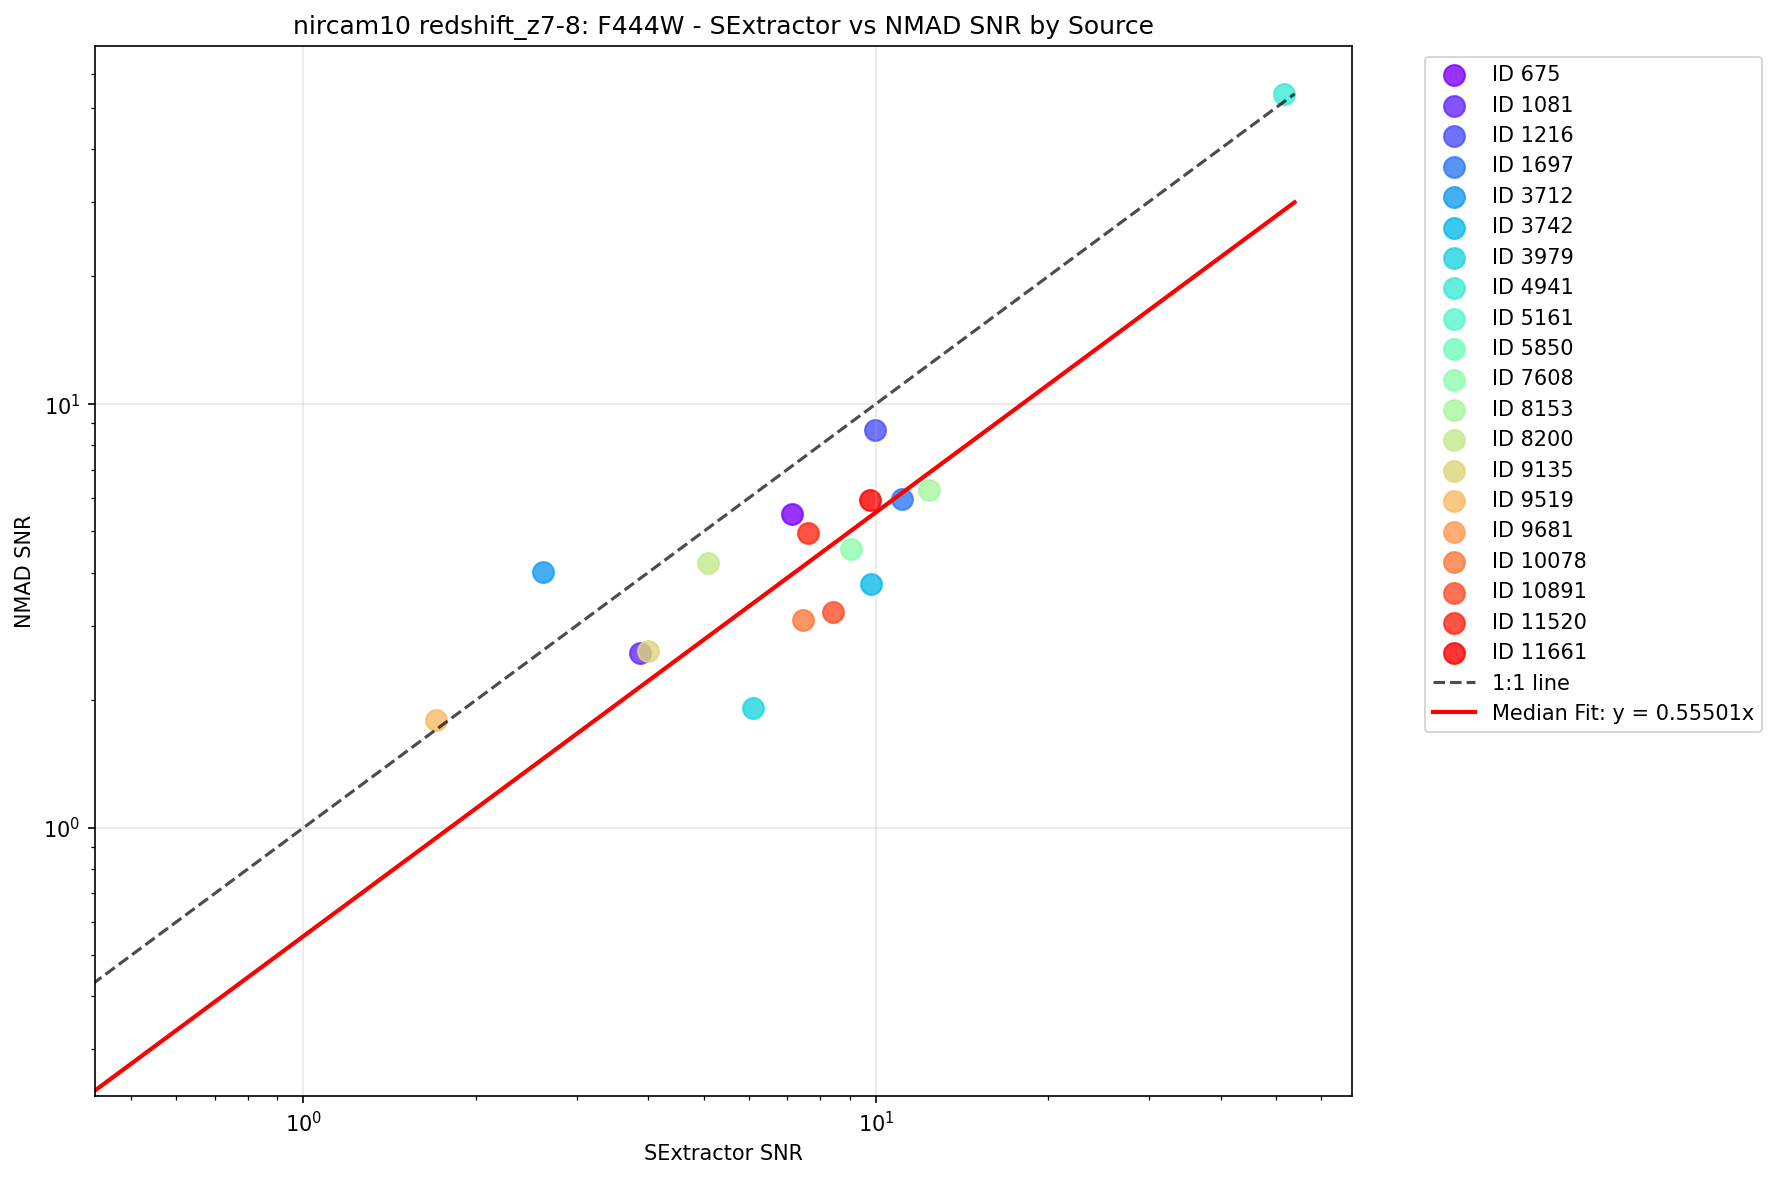 nircam10 redshift_z7-8: F444W - SExtractor vs NMAD SNR by Source
NMAD SNR
10¹
10⁰
10⁰
10¹
SExtractor SNR
ID 675
ID 1081
ID 1216
ID 1697
ID 3712
ID 3742
ID 3979
ID 4941
ID 5161
ID 5850
ID 7608
ID 8153
ID 8200
ID 9135
ID 9519
ID 9681
ID 10078
ID 10891
ID 11520
ID 11661
1:1 line
Median Fit: y = 0.55501x